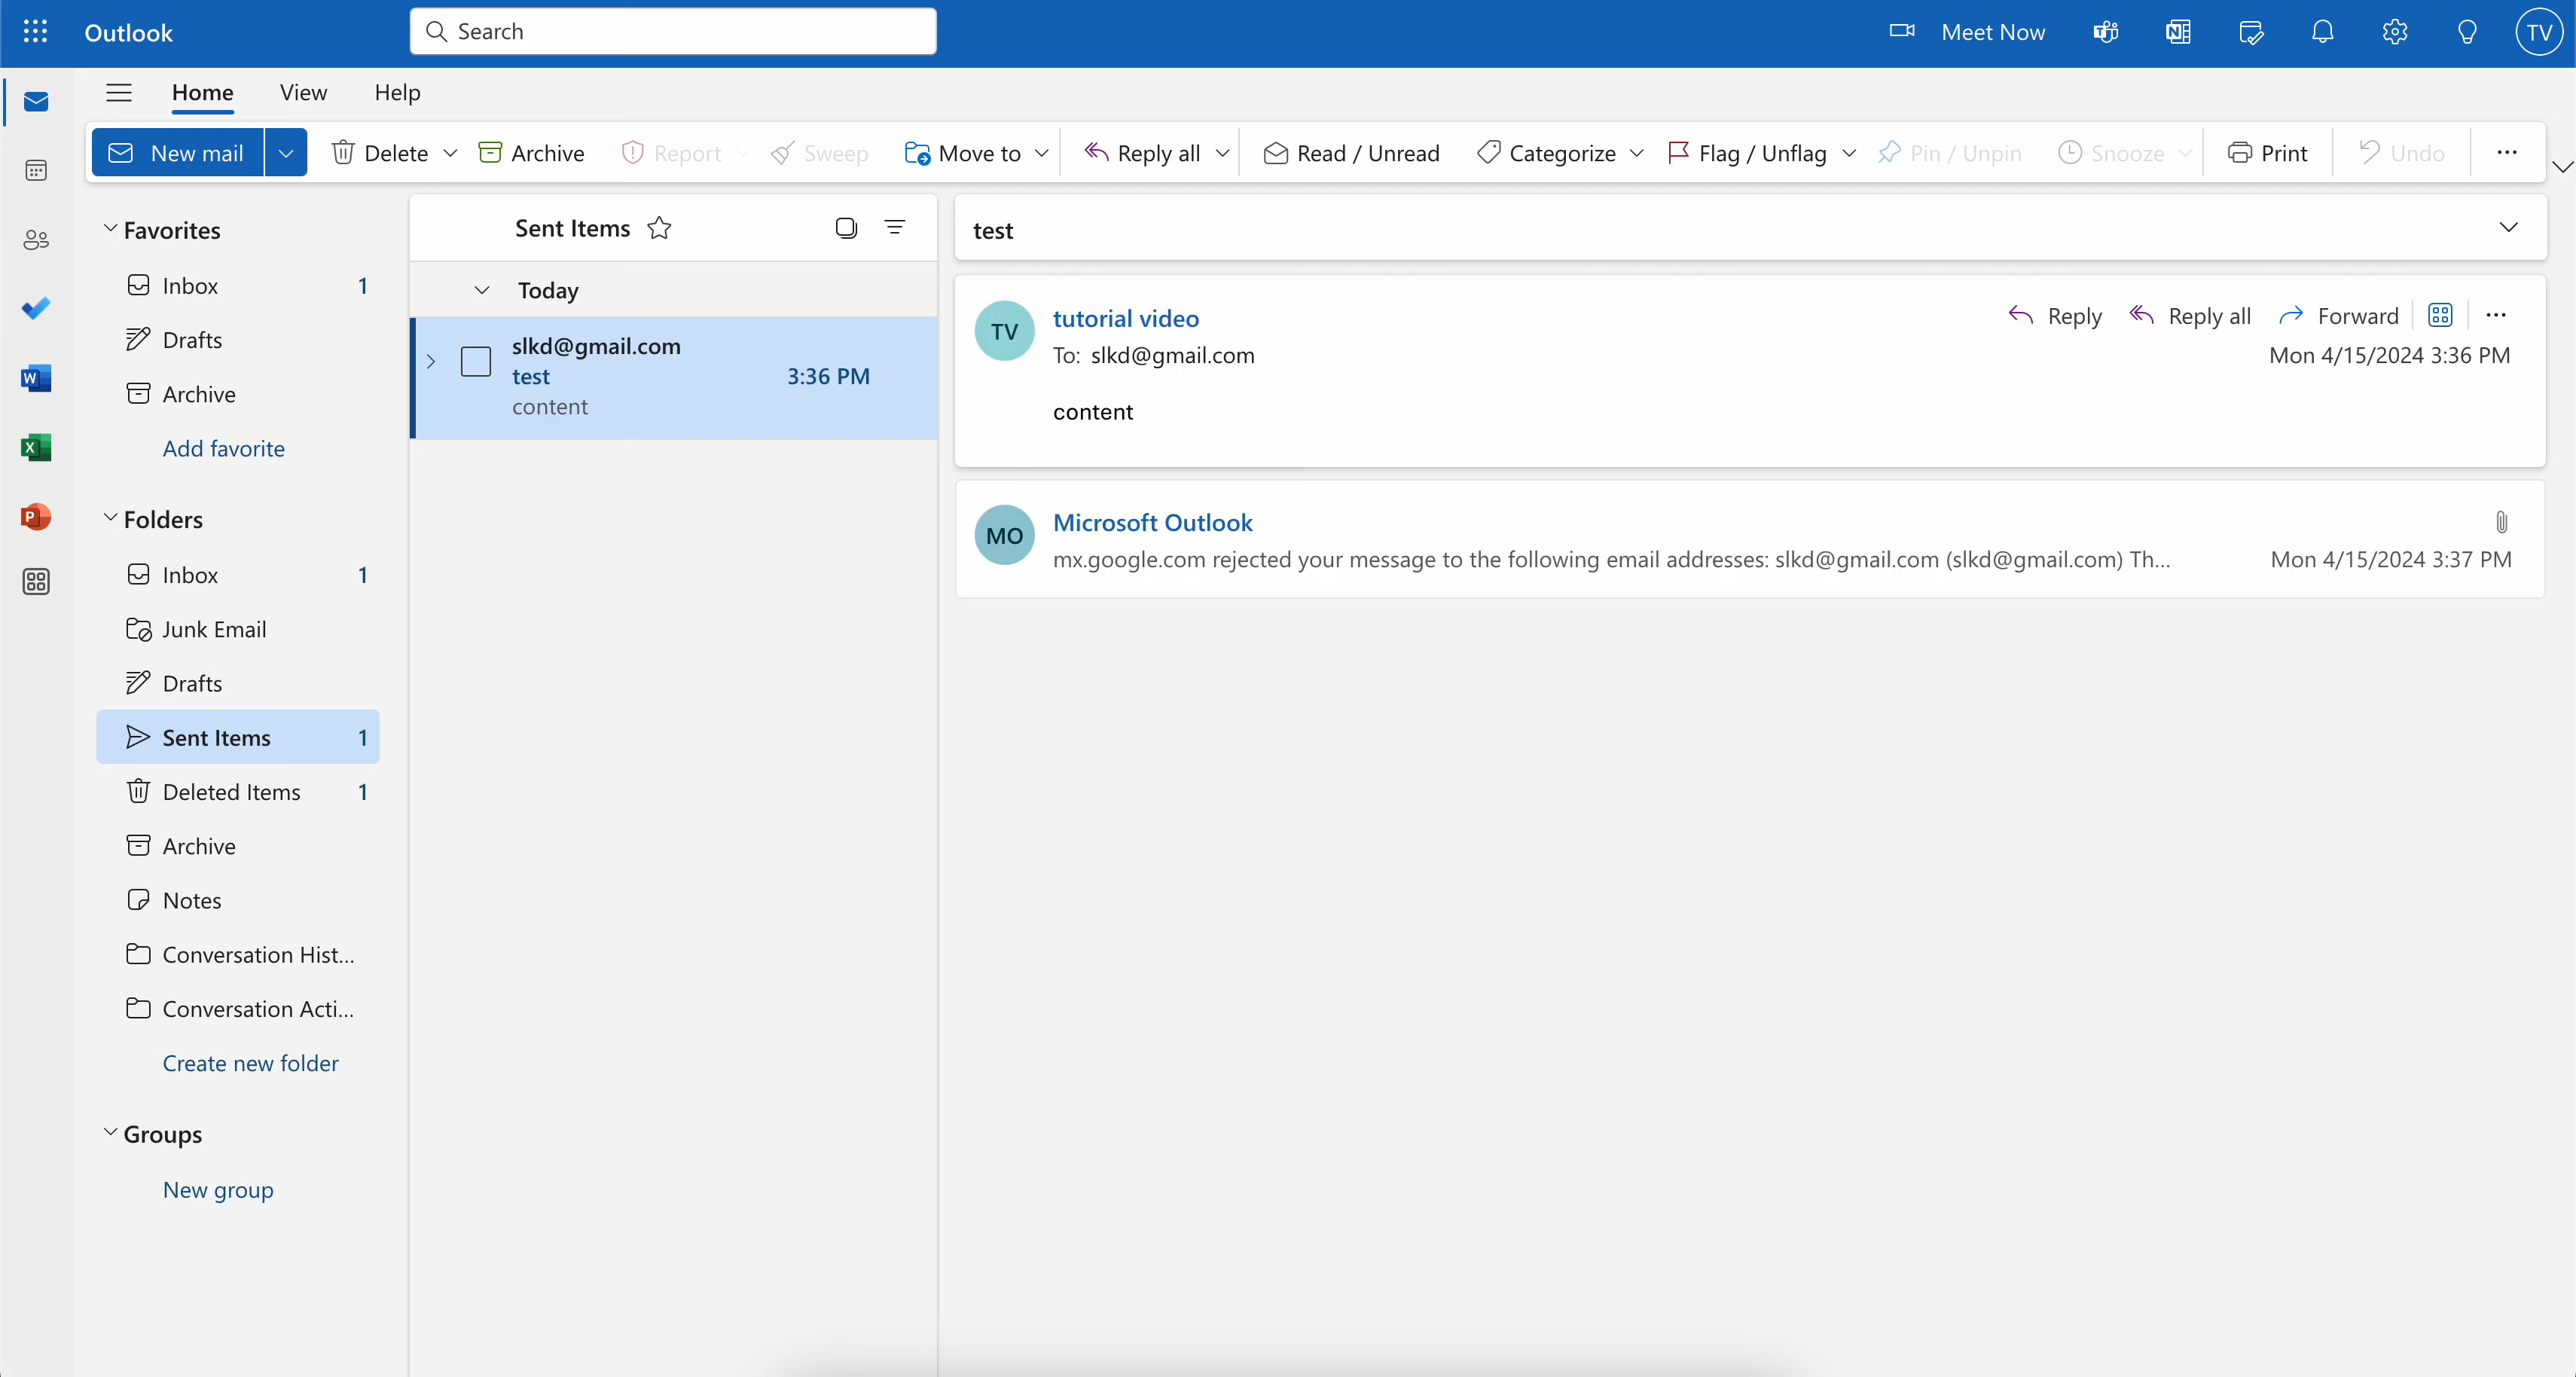 Outlook
Search
Meet Now
TV
Home View Help
New mail Delete Archive Report Sweep Move to Reply all Read / Unread Categorize Flag / Unflag Pin / Unpin Snooze Print Undo
Favorites
Inbox 1
Drafts
Archive
Add favorite
Folders
Inbox 1
Junk Email
Drafts
Sent Items 1
Deleted Items 1
Archive
Notes
Conversation Hist...
Conversation Acti...
Create new folder
Groups
New group
W
X
P
Sent Items
Today
slkd@gmail.com
test 3:36 PM
content
test
TV
tutorial video
Reply Reply all Forward
To: slkd@gmail.com
Mon 4/15/2024 3:36 PM
content
MO
Microsoft Outlook
mx.google.com rejected your message to the following email addresses: slkd@gmail.com (slkd@gmail.com) Th... Mon 4/15/2024 3:37 PM